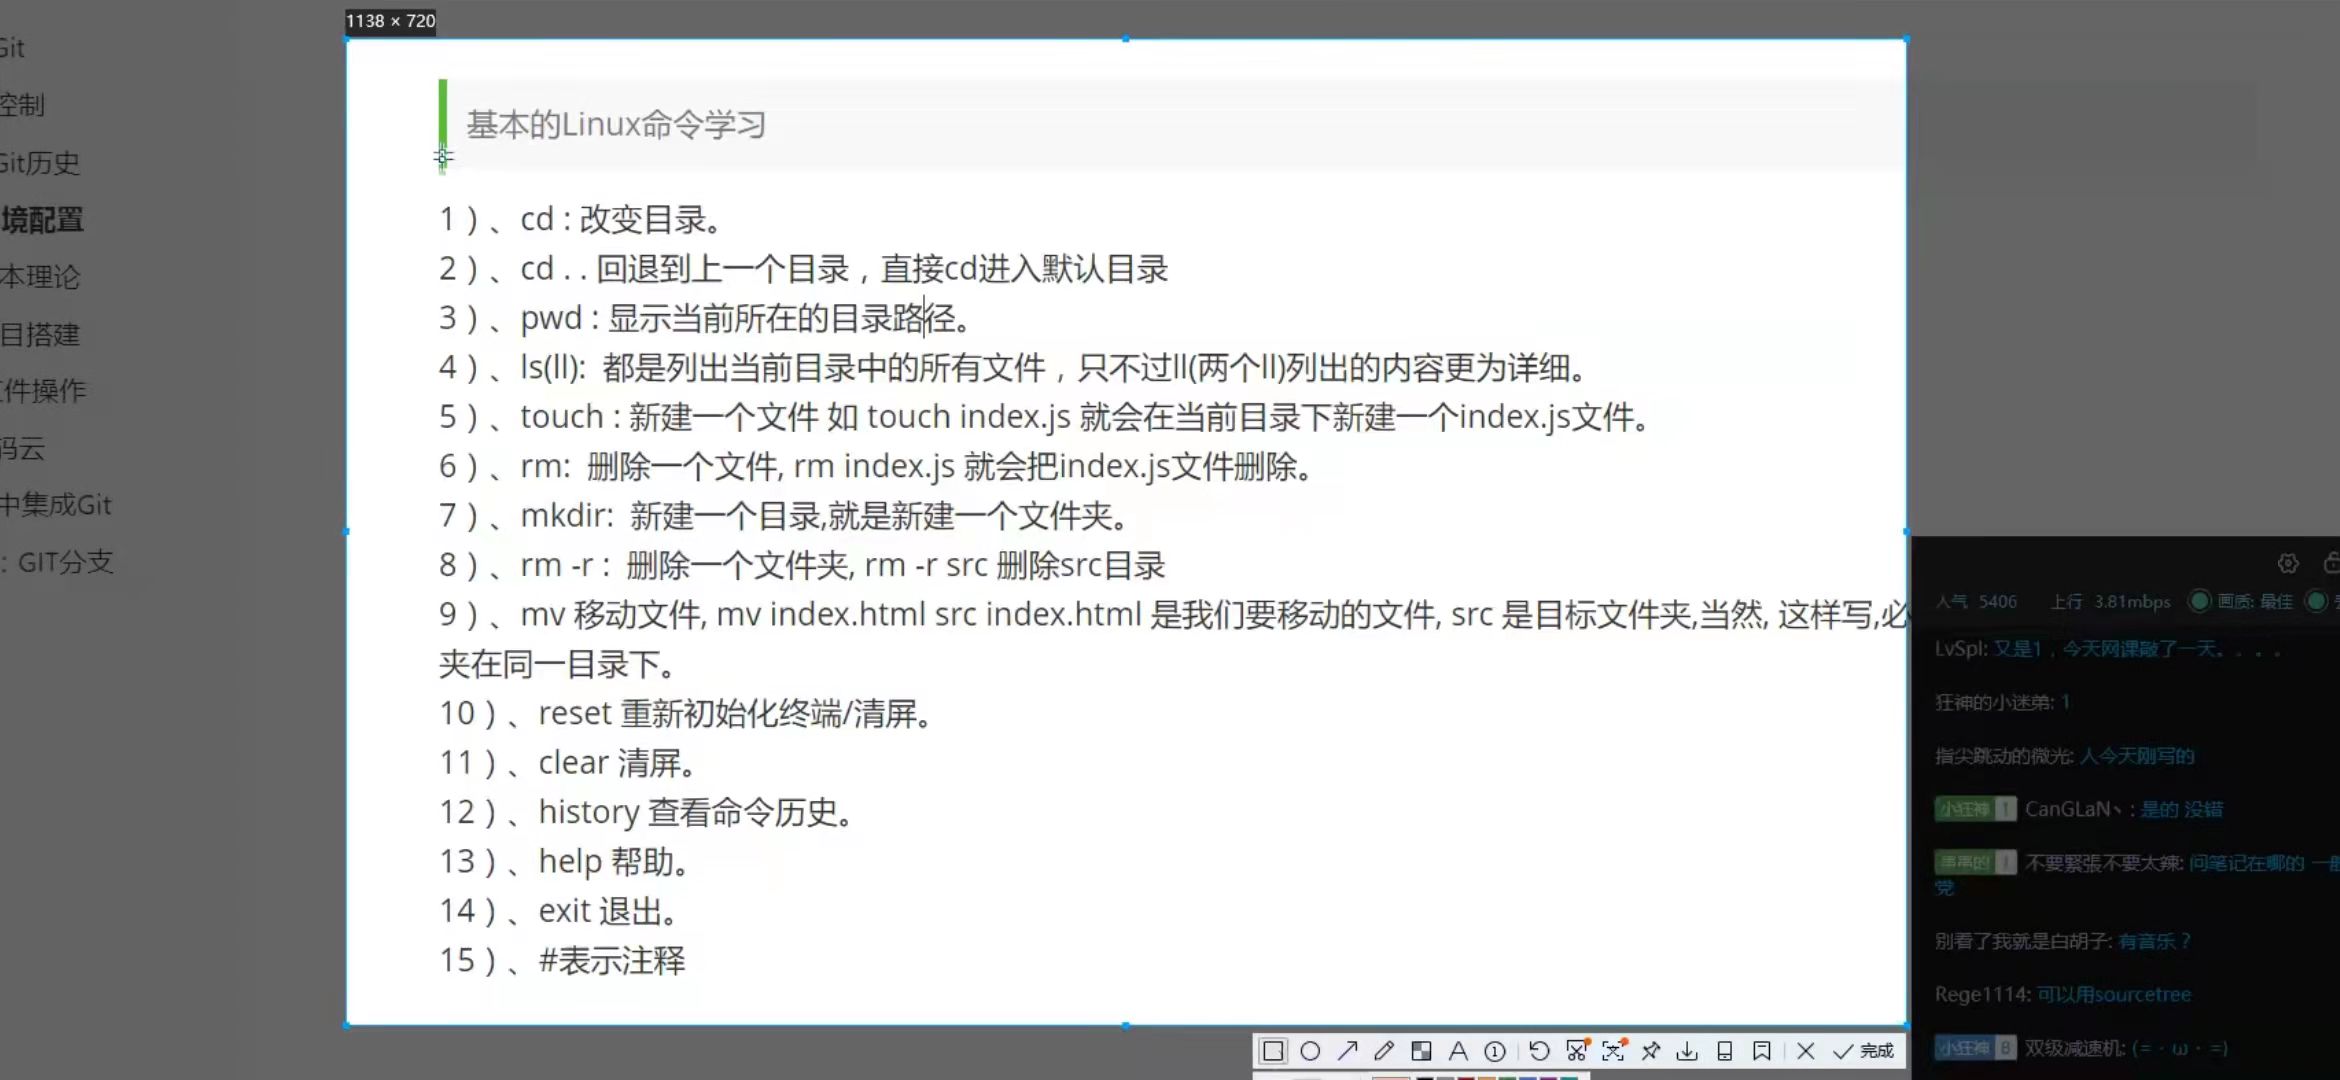 1138 × 720
Git
控制
Git历史
境配置
本理论
目搭建
件操作
码云
中集成Git
: GIT分支
基本的Linux命令学习
1）、cd : 改变目录。
2）、cd . . 回退到上一个目录，直接cd进入默认目录
3）、pwd : 显示当前所在的目录路径。
4）、ls(ll):  都是列出当前目录中的所有文件，只不过ll(两个ll)列出的内容更为详细。
5）、touch : 新建一个文件 如 touch index.js 就会在当前目录下新建一个index.js文件。
6）、rm:  删除一个文件, rm index.js 就会把index.js文件删除。
7）、mkdir:  新建一个目录,就是新建一个文件夹。
8）、rm -r :  删除一个文件夹, rm -r src 删除src目录
9）、mv 移动文件, mv index.html src index.html 是我们要移动的文件, src 是目标文件夹,当然, 这样写,必
夹在同一目录下。
10）、reset 重新初始化终端/清屏。
11）、clear 清屏。
12）、history 查看命令历史。
13）、help 帮助。
14）、exit 退出。
15）、#表示注释
人气 5406 上行 3.81mbps 画质: 最佳
LvSpl: 又是1，今天网课敲了一天。。。。
狂神的小迷弟: 1
指尖跳动的微光: 人今天刚写的
小狂神 1 CanGLaN丶: 是的 没错
不要緊張不要太辣: 问笔记在哪的 一
党
别看了我就是白胡子: 有音乐？
Rege1114: 可以用sourcetree
小狂神 8 双级减速机: (=・ω・=)
完成